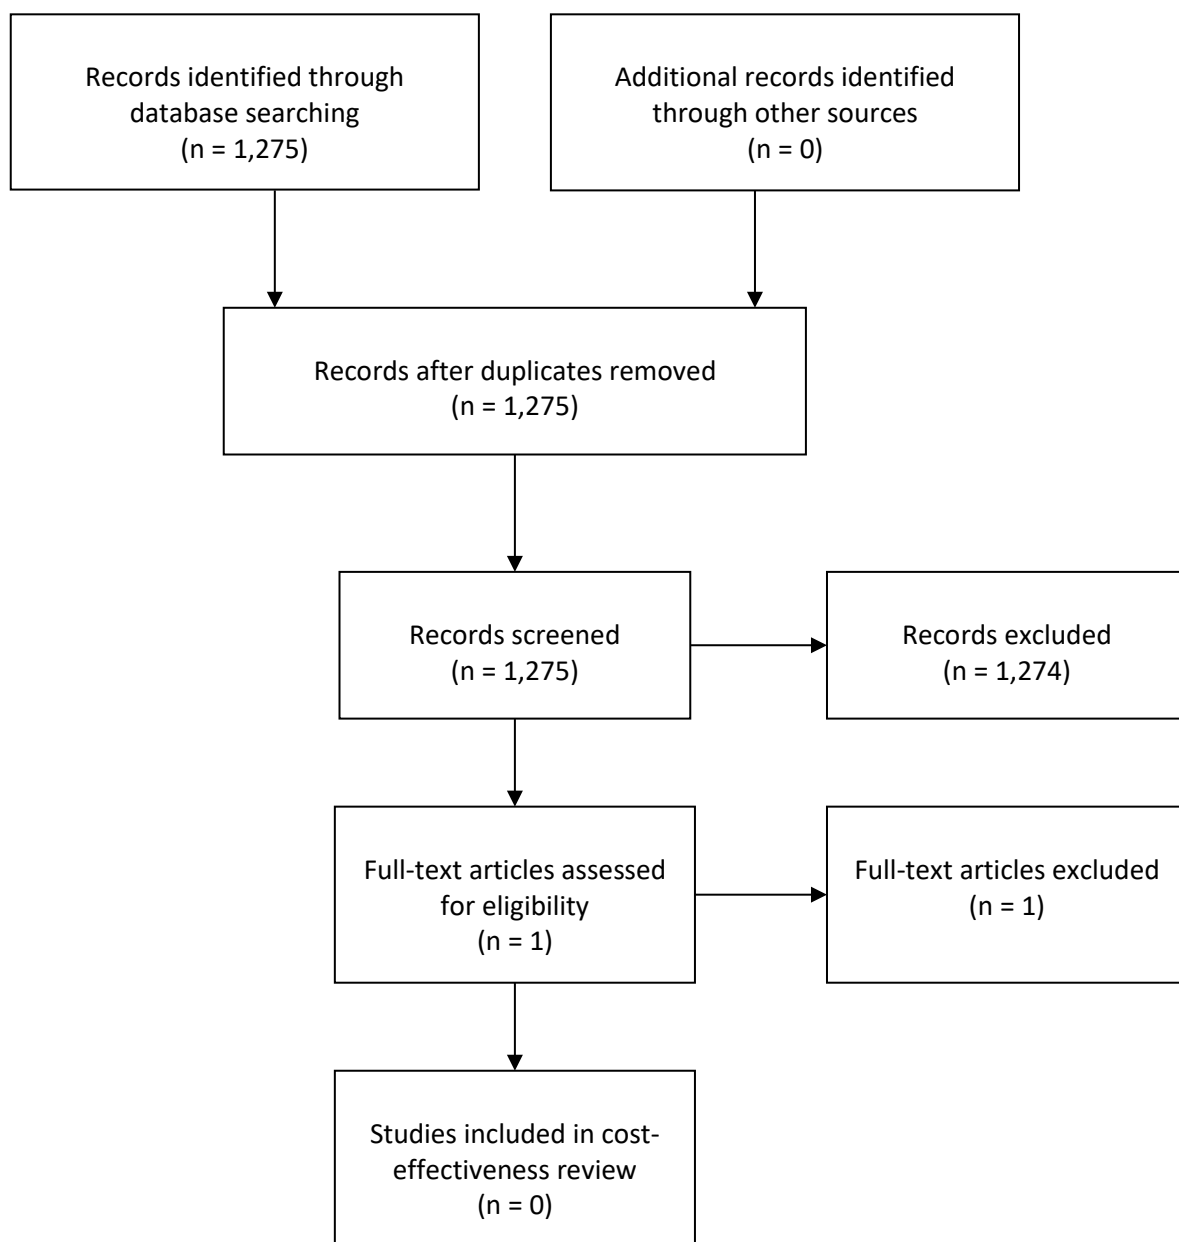 Records identified through
database searching
(n = 1,275)
Additional records identified
through other sources
(n = 0)
Records after duplicates removed
(n = 1,275)
Records screened
(n = 1,275)
Records excluded
(n = 1,274)
Full-text articles assessed
for eligibility
(n = 1)
Full-text articles excluded
(n = 1)
Studies included in cost-
effectiveness review
(n = 0)